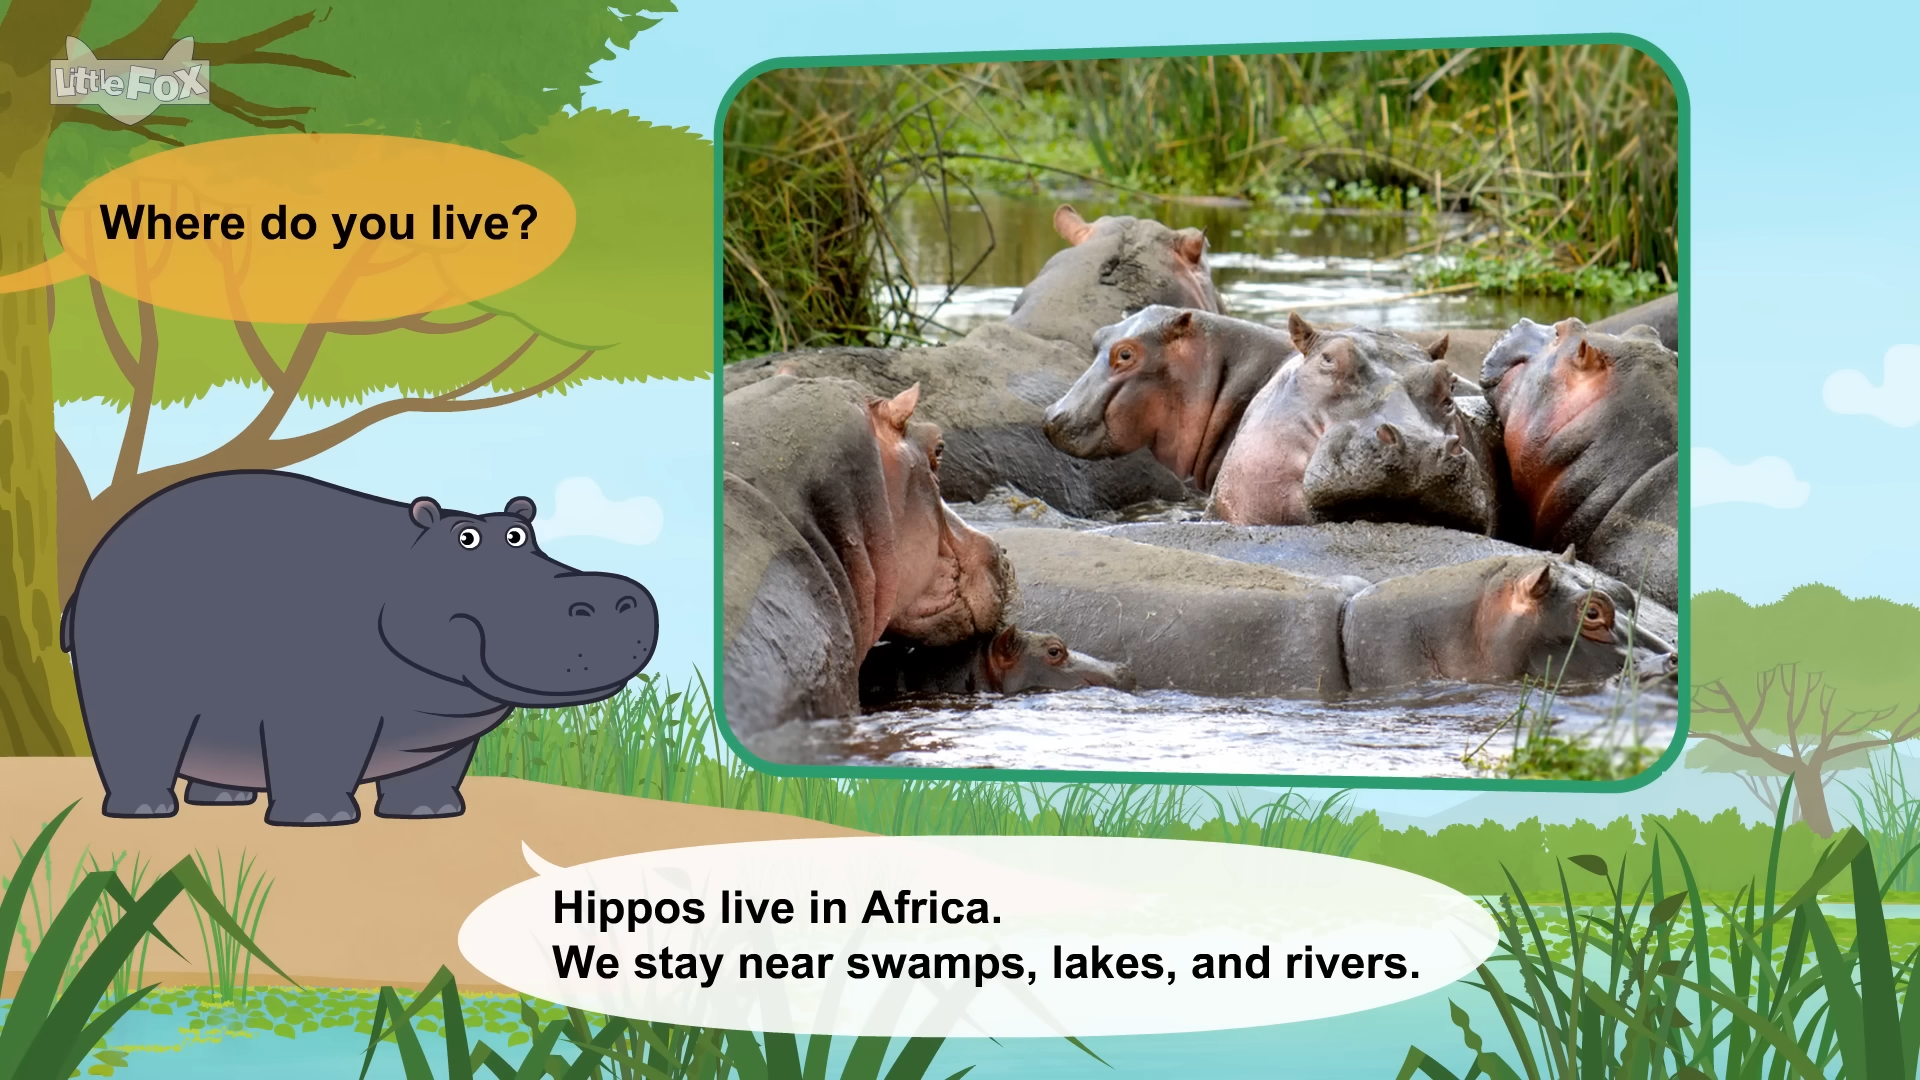 Little Fox
Where do you live?
Hippos live in Africa.
We stay near swamps, lakes, and rivers.